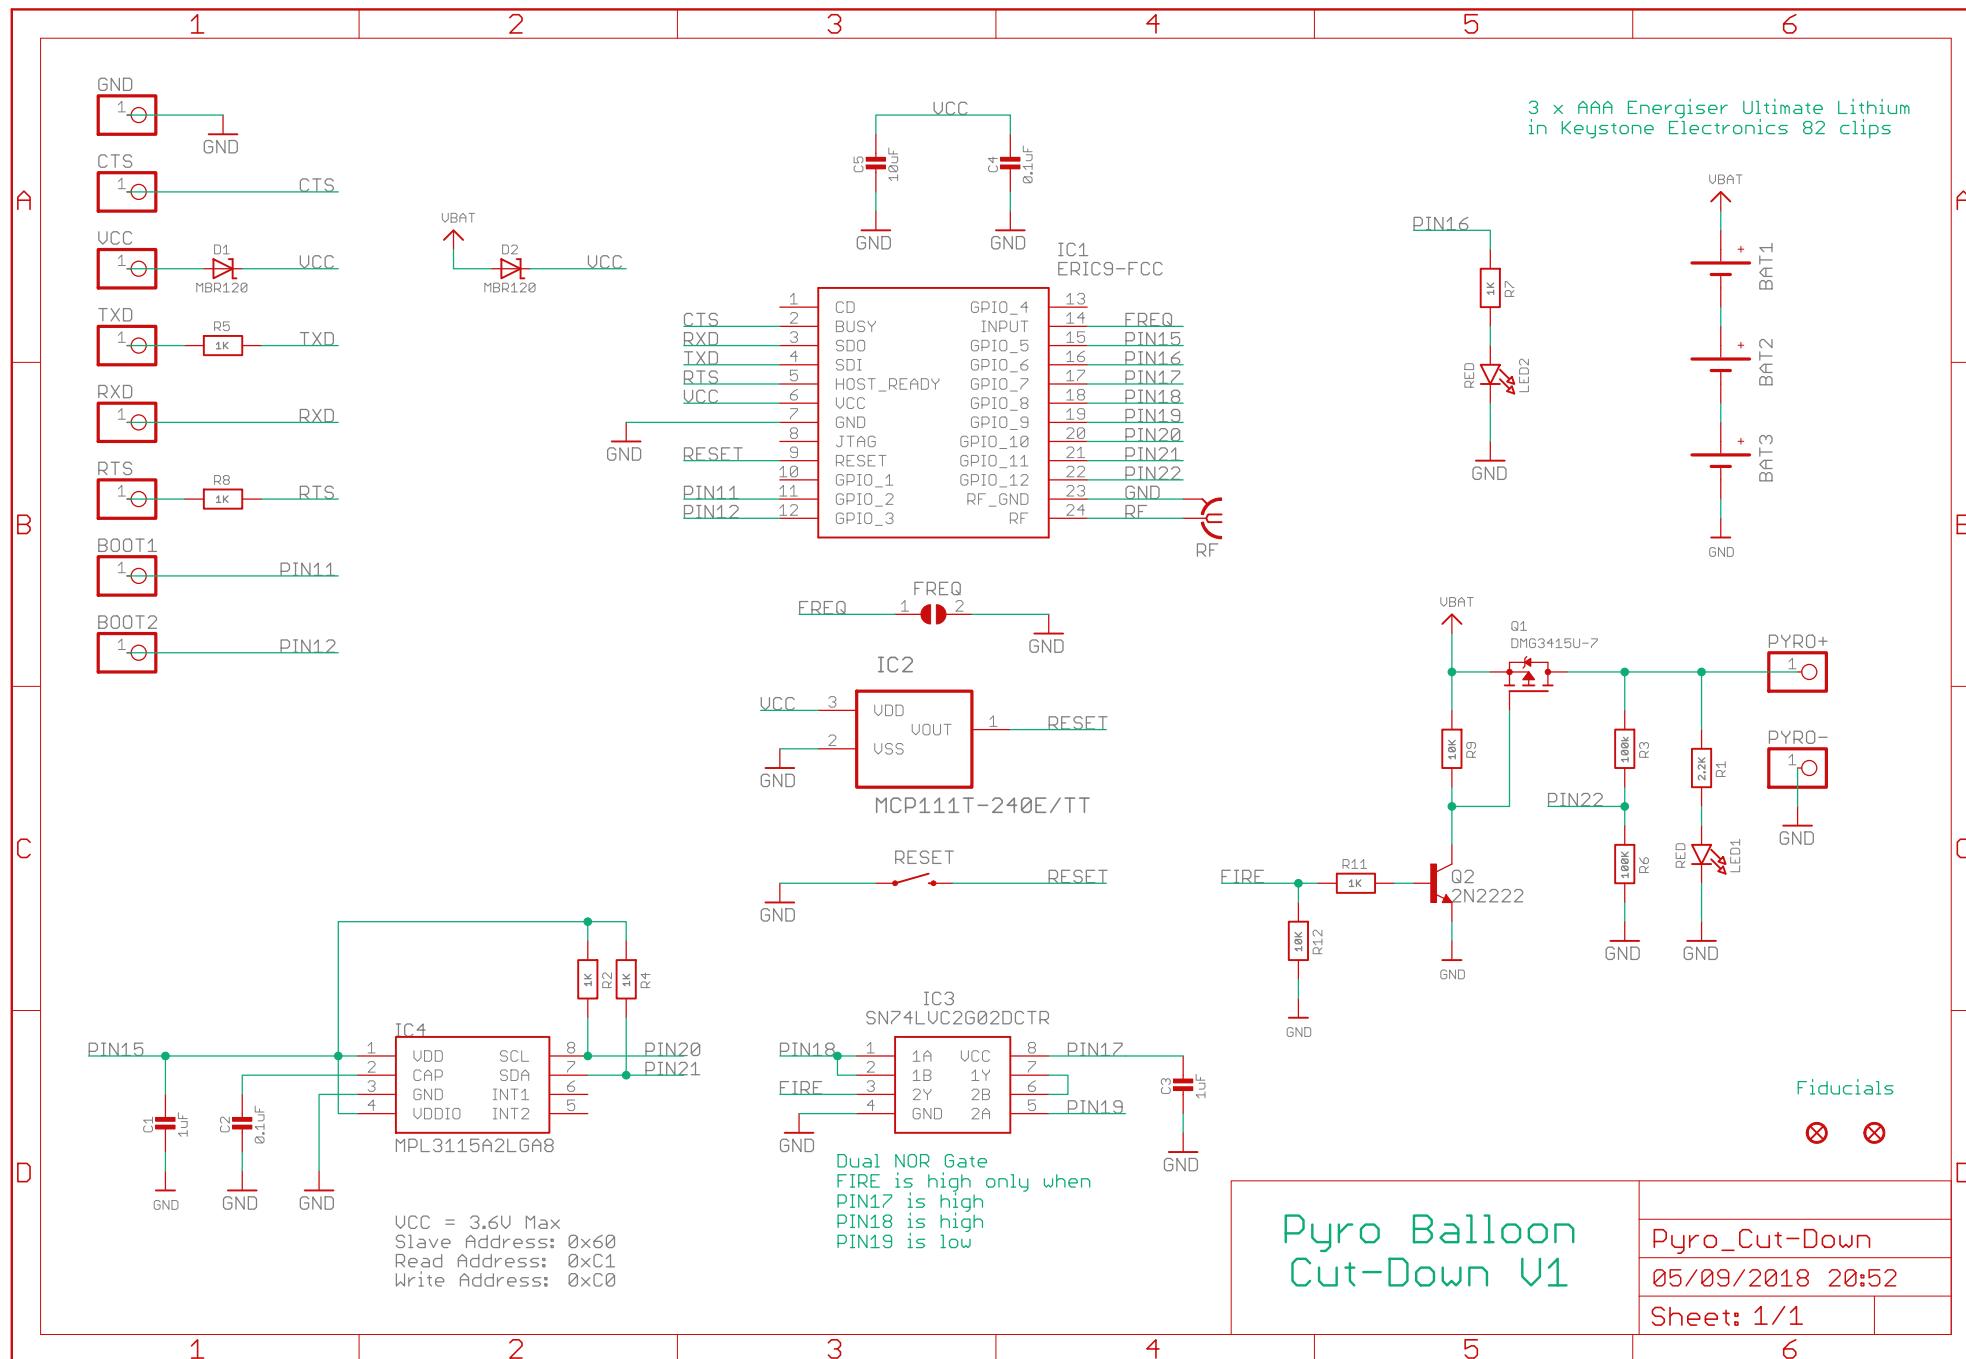 1 2 3 4 5 6
A
B
C
D
A
D
GND
1
GND
CTS
1
CTS
VCC
1
D1
MBR120
VCC
TXD
1
R5
1K
TXD
RXD
1
RXD
RTS
1
R8
1K
RTS
BOOT1
1
PIN11
BOOT2
1
PIN12
VBAT
D2
MBR120
VCC
VCC
C5
10uF
C4
0.1uF
GND
GND
IC1
ERIC9-FCC
CTS 2 BUSY
RXD 3 SDO
TXD 4 SDI
RTS 5 HOST_READY
VCC 6 VCC
7 GND
GND
8 JTAG
RESET 9 RESET
10 GPIO_1
PIN11 11 GPIO_2
PIN12 12 GPIO_3
1 CD
GPIO_4 13
INPUT 14 FREQ
GPIO_5 15 PIN15
GPIO_6 16 PIN16
GPIO_7 17 PIN17
GPIO_8 18 PIN18
GPIO_9 19 PIN19
GPIO_10 20 PIN20
GPIO_11 21 PIN21
GPIO_12 22 PIN22
RF_GND 23 GND
RF 24 RF
RF
3 x AAA Energiser Ultimate Lithium
in Keystone Electronics 82 clips
PIN16
1K
R7
RED
LED2
GND
VBAT
+
BAT1
+
BAT2
+
BAT3
GND
FREQ
FREQ 1 2
GND
IC2
VCC 3 VDD
VOUT 1 RESET
2 VSS
GND
MCP111T-240E/TT
RESET
RESET
GND
VBAT
Q1
DMG3415U-7
PYRO+
1
PYRO-
1
GND
10K
R9
100k
R3
2.2K
R1
PIN22
100K
R6
RED
LED1
GND
GND
FIRE
R11
1K
Q2
2N2222
10K
R12
GND
GND
1K
R2
1K
R4
IC4
PIN15
1 VDD SCL 8 PIN20
2 CAP SDA 7 PIN21
3 GND INT1 6
4 VDDIO INT2 5
MPL3115A2LGA8
C1
1uF
C2
0.1uF
GND
GND
GND
VCC = 3.6V Max
Slave Address: 0x60
Read Address: 0xC1
Write Address: 0xC0
IC3
SN74LVC2G02DCTR
PIN18 1 1A VCC 8 PIN17
2 1B 1Y 7
FIRE 3 2Y 2B 6
4 GND 2A 5 PIN19
GND
C3
1uF
GND
Dual NOR Gate
FIRE is high only when
PIN17 is high
PIN18 is high
PIN19 is low
Fiducials
Pyro Balloon
Cut-Down V1
Pyro_Cut-Down
05/09/2018 20:52
Sheet: 1/1
1 2 3 4 5 6